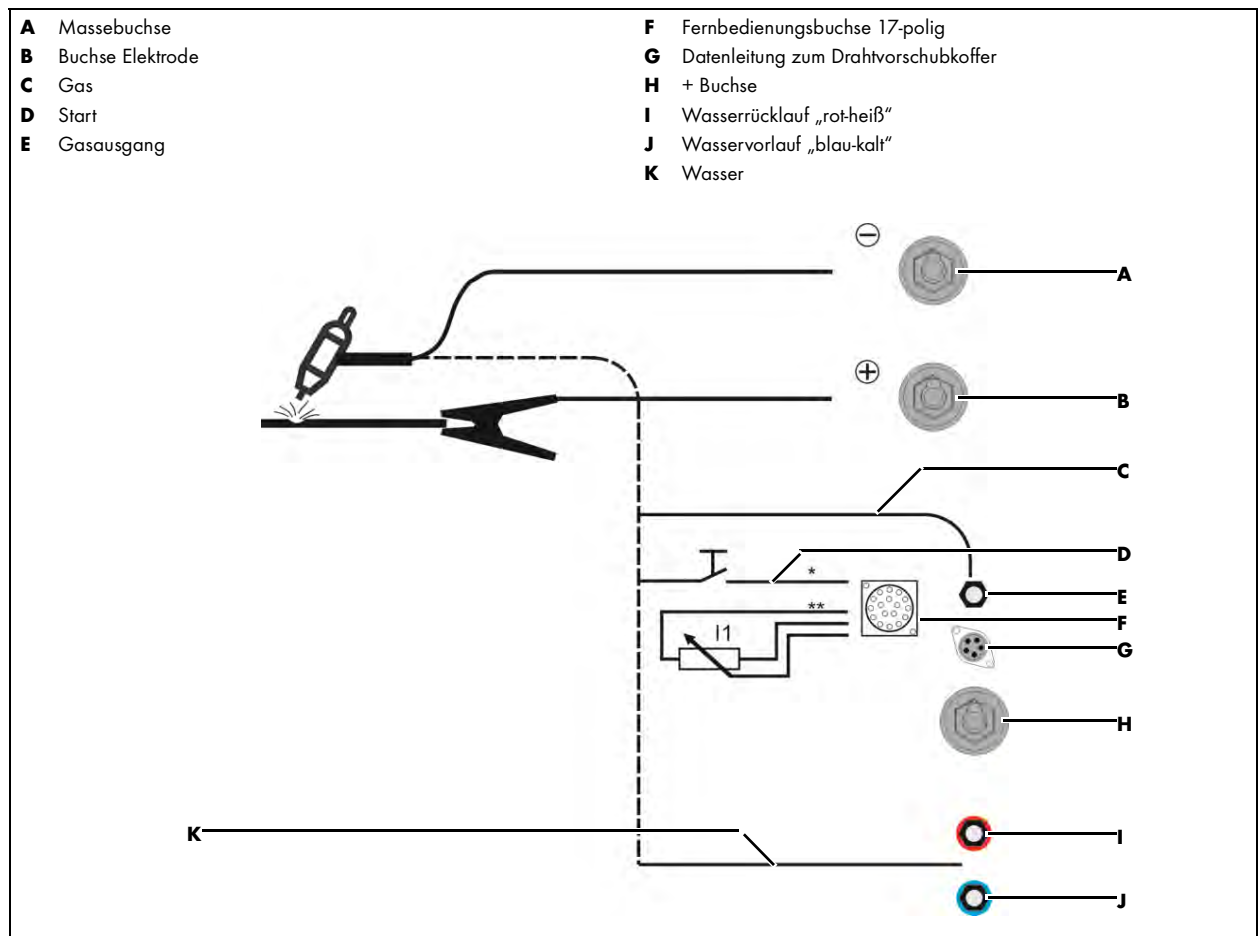 A Massebuchse
B Buchse Elektrode
C Gas
D Start
E Gasausgang
F Fernbedienungsbuchse 17-polig
G Datenleitung zum Drahtvorschubkoffer
H + Buchse
I Wasserrücklauf „rot-heiß“
J Wasservorlauf „blau-kalt“
K Wasser
−
A
+
B
C
D
*
E
**
F
I1
G
H
K
I
J